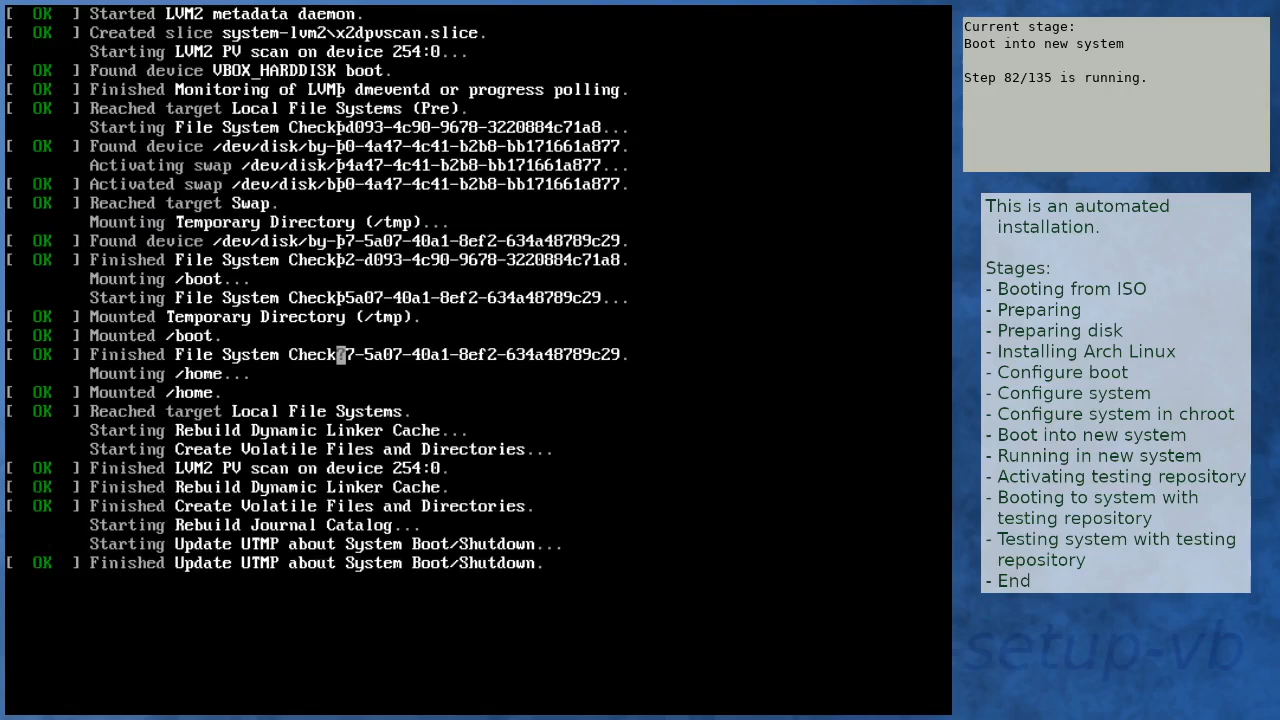 [  OK  ] Started LVM2 metadata daemon.
[  OK  ] Created slice system-lvm2\x2dpvscan.slice.
Starting LVM2 PV scan on device 254:0...
[  OK  ] Found device VBOX_HARDDISK boot.
[  OK  ] Finished Monitoring of LVMþ dmeventd or progress polling.
[  OK  ] Reached target Local File Systems (Pre).
Starting File System Checkþd093-4c90-9678-3220884c71a8...
[  OK  ] Found device /dev/disk/by-þ0-4a47-4c41-b2b8-bb171661a877.
Activating swap /dev/disk/þ4a47-4c41-b2b8-bb171661a877...
[  OK  ] Activated swap /dev/disk/bþ0-4a47-4c41-b2b8-bb171661a877.
[  OK  ] Reached target Swap.
Mounting Temporary Directory (/tmp)...
[  OK  ] Found device /dev/disk/by-þ7-5a07-40a1-8ef2-634a48789c29.
[  OK  ] Finished File System Checkþ2-d093-4c90-9678-3220884c71a8.
Mounting /boot...
Starting File System Checkþ5a07-40a1-8ef2-634a48789c29...
[  OK  ] Mounted Temporary Directory (/tmp).
[  OK  ] Mounted /boot.
[  OK  ] Finished File System Check?7-5a07-40a1-8ef2-634a48789c29.
Mounting /home...
[  OK  ] Mounted /home.
[  OK  ] Reached target Local File Systems.
Starting Rebuild Dynamic Linker Cache...
Starting Create Volatile Files and Directories...
[  OK  ] Finished LVM2 PV scan on device 254:0.
[  OK  ] Finished Rebuild Dynamic Linker Cache.
[  OK  ] Finished Create Volatile Files and Directories.
Starting Rebuild Journal Catalog...
Starting Update UTMP about System Boot/Shutdown...
[  OK  ] Finished Update UTMP about System Boot/Shutdown.
Current stage:
Boot into new system
Step 82/135 is running.
This is an automated
installation.
Stages:
- Booting from ISO
- Preparing
- Preparing disk
- Installing Arch Linux
- Configure boot
- Configure system
- Configure system in chroot
- Boot into new system
- Running in new system
- Activating testing repository
- Booting to system with
testing repository
- Testing system with testing
repository
- End
-setup-vb